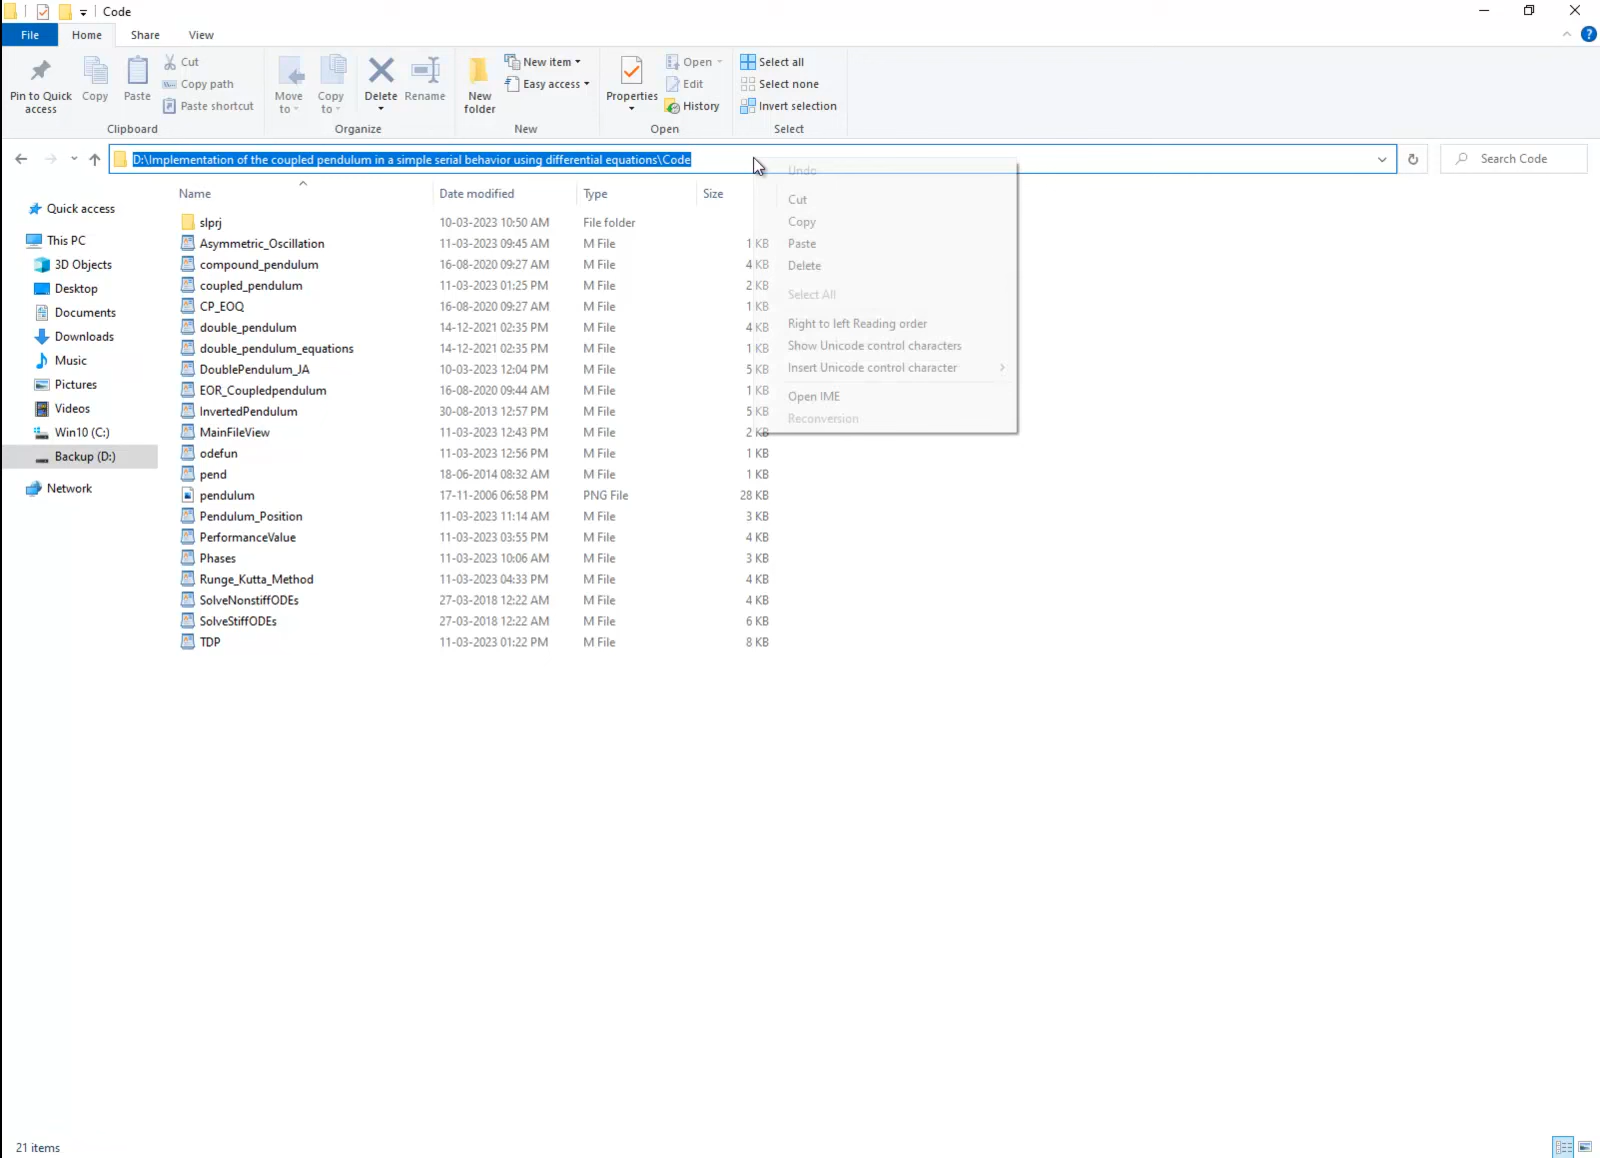 Code
File Home Share View
Pin to Quick access
Copy
Paste
Cut
Copy path
Paste shortcut
Clipboard
Move to
Copy to
Delete
Rename
Organize
New folder
New item
Easy access
New
Properties
Open
Edit
History
Open
Select all
Select none
Invert selection
Select
D:\Implementation of the coupled pendulum in a simple serial behavior using differential equations\Code
Search Code
Name Date modified Type Size
Quick access
This PC
3D Objects
Desktop
Documents
Downloads
Music
Pictures
Videos
Win10 (C:)
Backup (D:)
Network
slprj 10-03-2023 10:50 AM File folder
Asymmetric_Oscillation 11-03-2023 09:45 AM M File 1 KB
compound_pendulum 16-08-2020 09:27 AM M File 4 KB
coupled_pendulum 11-03-2023 01:25 PM M File 2 KB
CP_EOQ 16-08-2020 09:27 AM M File 1 KB
double_pendulum 14-12-2021 02:35 PM M File 4 KB
double_pendulum_equations 14-12-2021 02:35 PM M File 1 KB
DoublePendulum_JA 10-03-2023 12:04 PM M File 5 KB
EOR_Coupledpendulum 16-08-2020 09:44 AM M File 1 KB
InvertedPendulum 30-08-2013 12:57 PM M File 5 KB
MainFileView 11-03-2023 12:43 PM M File 2 KB
odefun 11-03-2023 12:56 PM M File 1 KB
pend 18-06-2014 08:32 AM M File 1 KB
pendulum 17-11-2006 06:58 PM PNG File 28 KB
Pendulum_Position 11-03-2023 11:14 AM M File 3 KB
PerformanceValue 11-03-2023 03:55 PM M File 4 KB
Phases 11-03-2023 10:06 AM M File 3 KB
Runge_Kutta_Method 11-03-2023 04:33 PM M File 4 KB
SolveNonstiffODEs 27-03-2018 12:22 AM M File 4 KB
SolveStiffODEs 27-03-2018 12:22 AM M File 6 KB
TDP 11-03-2023 01:22 PM M File 8 KB
Undo
Cut
Copy
Paste
Delete
Select All
Right to left Reading order
Show Unicode control characters
Insert Unicode control character
Open IME
Reconversion
21 items